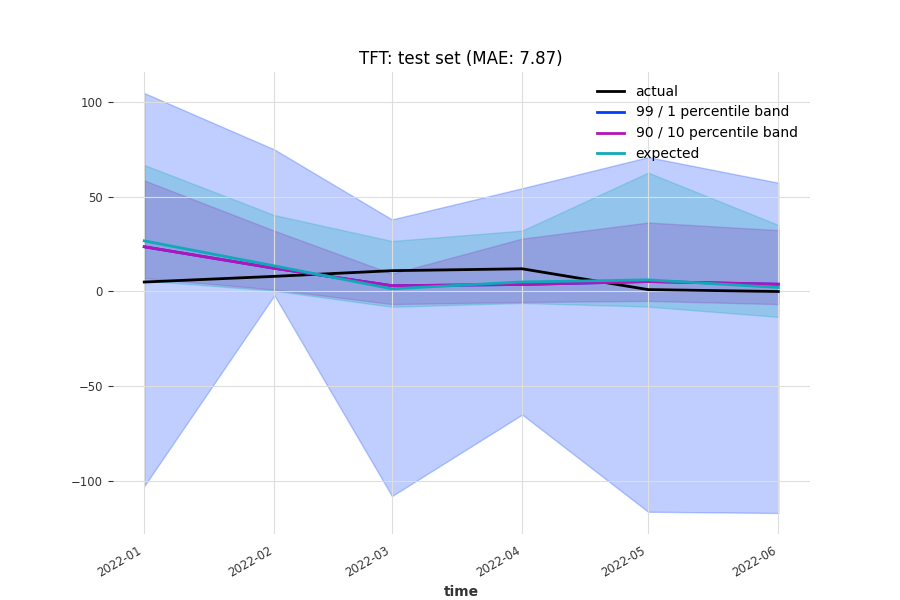 TFT: test set (MAE: 7.87)
actual
99 / 1 percentile band
90 / 10 percentile band
expected
100
50
0
−50
−100
2022-01
2022-02
2022-03
2022-04
2022-05
2022-06
time